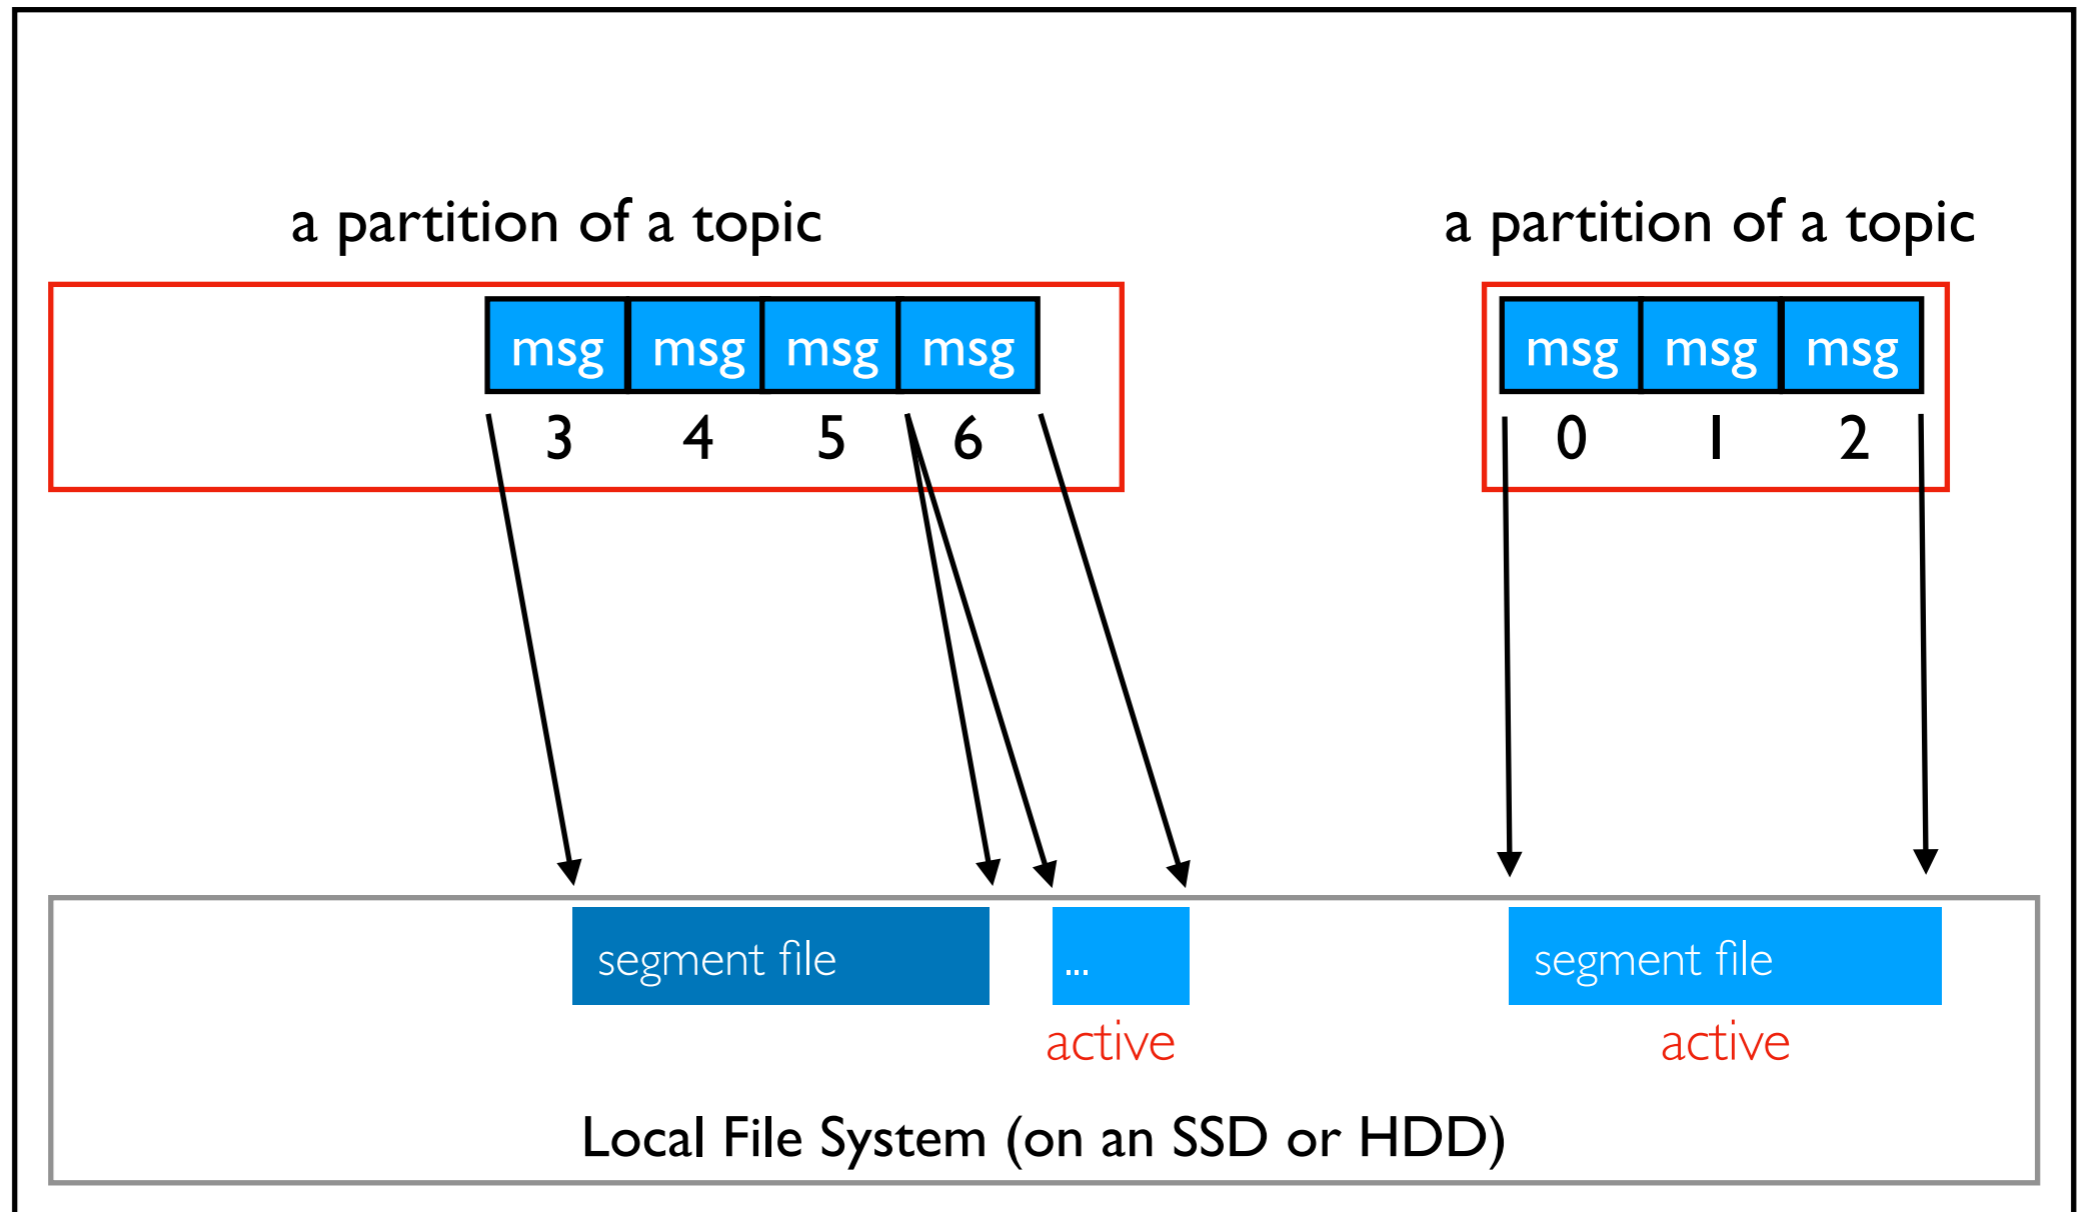 a partition of a topic
a partition of a topic
msg msg msg msg
msg msg msg
3 4 5 6
0 1 2
segment file
...
segment file
active
active
Local File System (on an SSD or HDD)